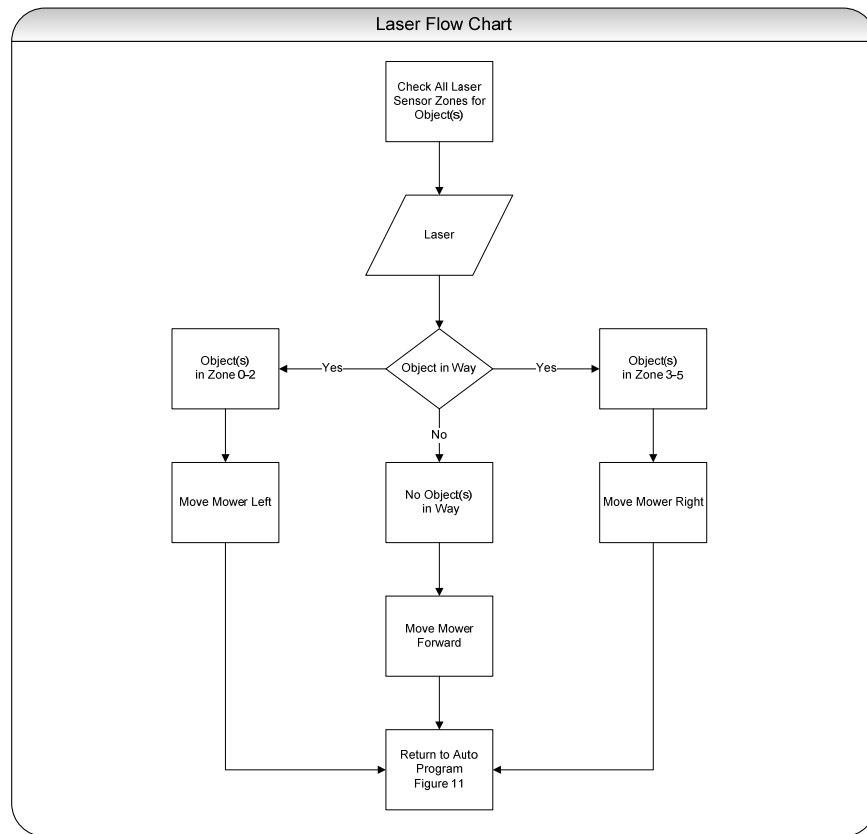 Laser Flow Chart
Check All Laser
Sensor Zones for
Object(s)
Laser
Object(s)
in Zone 0-2
Yes
Object in Way
Yes
Object(s)
in Zone 3-5
No
Move Mower Left
No Object(s)
in Way
Move Mower Right
Move Mower
Forward
Return to Auto
Program
Figure 11